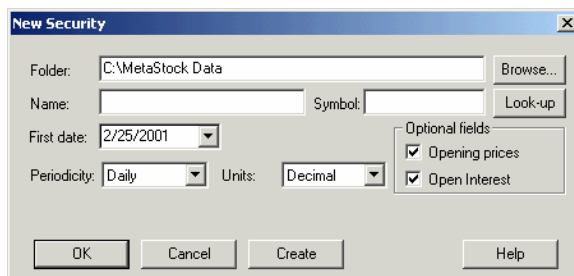 New Security
Folder: C:\MetaStock Data Browse...
Name: Symbol: Look-up
First date: 2/25/2001 Optional fields
Opening prices
Periodicity: Daily Units: Decimal Open Interest
OK Cancel Create Help